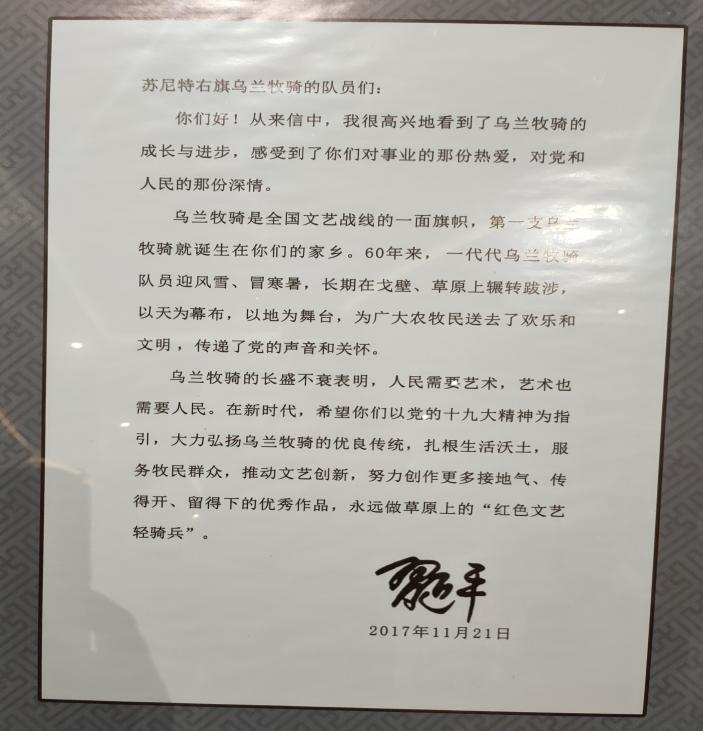 苏尼特右旗乌兰牧骑的队员们：
你们好！从来信中，我很高兴地看到了乌兰牧骑的
成长与进步，感受到了你们对事业的那份热爱，对党和
人民的那份深情。
乌兰牧骑是全国文艺战线的一面旗帜，第一支乌兰
牧骑就诞生在你们的家乡。60年来，一代代乌兰牧骑
队员迎风雪、冒寒暑，长期在戈壁、草原上辗转跋涉，
以天为幕布，以地为舞台，为广大农牧民送去了欢乐和
文明，传递了党的声音和关怀。
乌兰牧骑的长盛不衰表明，人民需要艺术，艺术也
需要人民。在新时代，希望你们以党的十九大精神为指
引，大力弘扬乌兰牧骑的优良传统，扎根生活沃土，服
务牧民群众，推动文艺创新，努力创作更多接地气、传
得开、留得下的优秀作品，永远做草原上的“红色文艺
轻骑兵”。
习近平
2017年11月21日